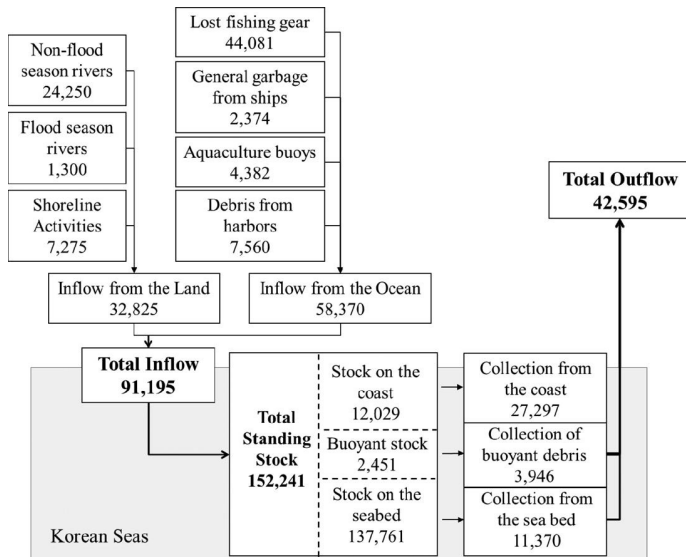 Non-flood
season rivers
24,250
Flood season
rivers
1,300
Shoreline
Activities
7,275
Lost fishing gear
44,081
General garbage
from ships
2,374
Aquaculture buoys
4,382
Debris from
harbors
7,560
Inflow from the Land
32,825
Inflow from the Ocean
58,370
Total Outflow
42,595
Total Inflow
91,195
Total
Standing
Stock
152,241
Stock on the
coast
12,029
Buoyant stock
2,451
Stock on the
seabed
137,761
Collection from
the coast
27,297
Collection of
buoyant debris
3,946
Collection from
the sea bed
11,370
Korean Seas